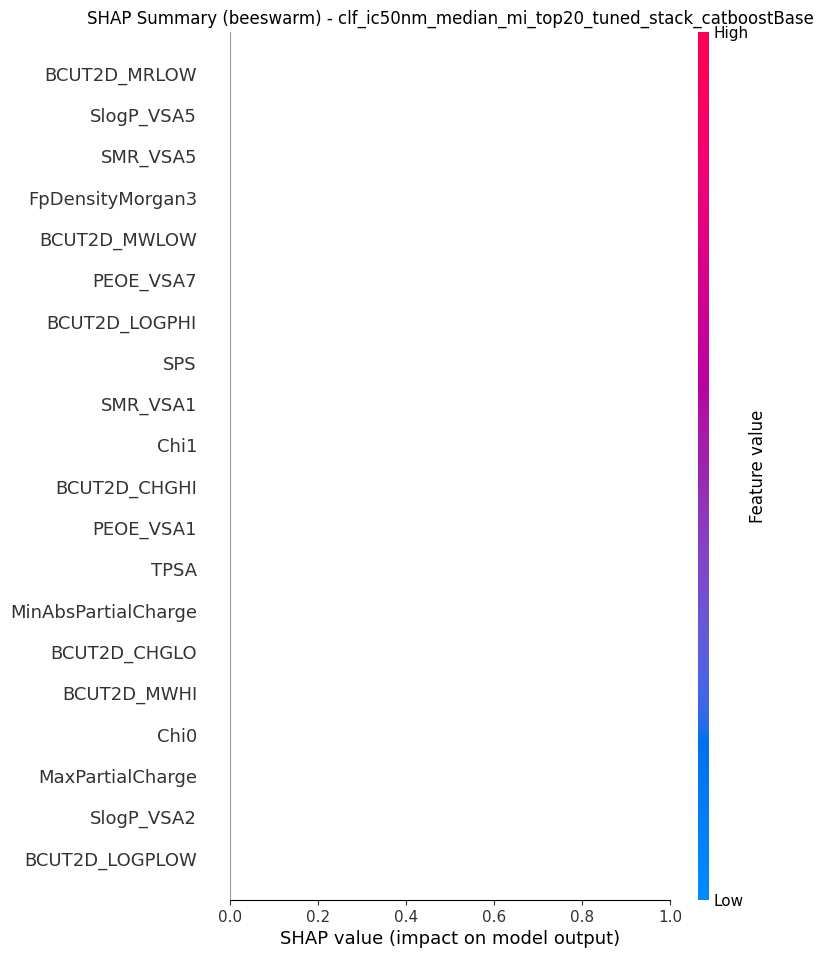 SHAP Summary (beeswarm) - clf_ic50nm_median_mi_top20_tuned_stack_catboostBase
High
BCUT2D_MRLOW
SlogP_VSA5
SMR_VSA5
FpDensityMorgan3
BCUT2D_MWLOW
PEOE_VSA7
BCUT2D_LOGPHI
SPS
SMR_VSA1
Chi1
BCUT2D_CHGHI
PEOE_VSA1
TPSA
MinAbsPartialCharge
BCUT2D_CHGLO
BCUT2D_MWHI
Chi0
MaxPartialCharge
SlogP_VSA2
BCUT2D_LOGPLOW
Feature value
Low
0.0 0.2 0.4 0.6 0.8 1.0
SHAP value (impact on model output)